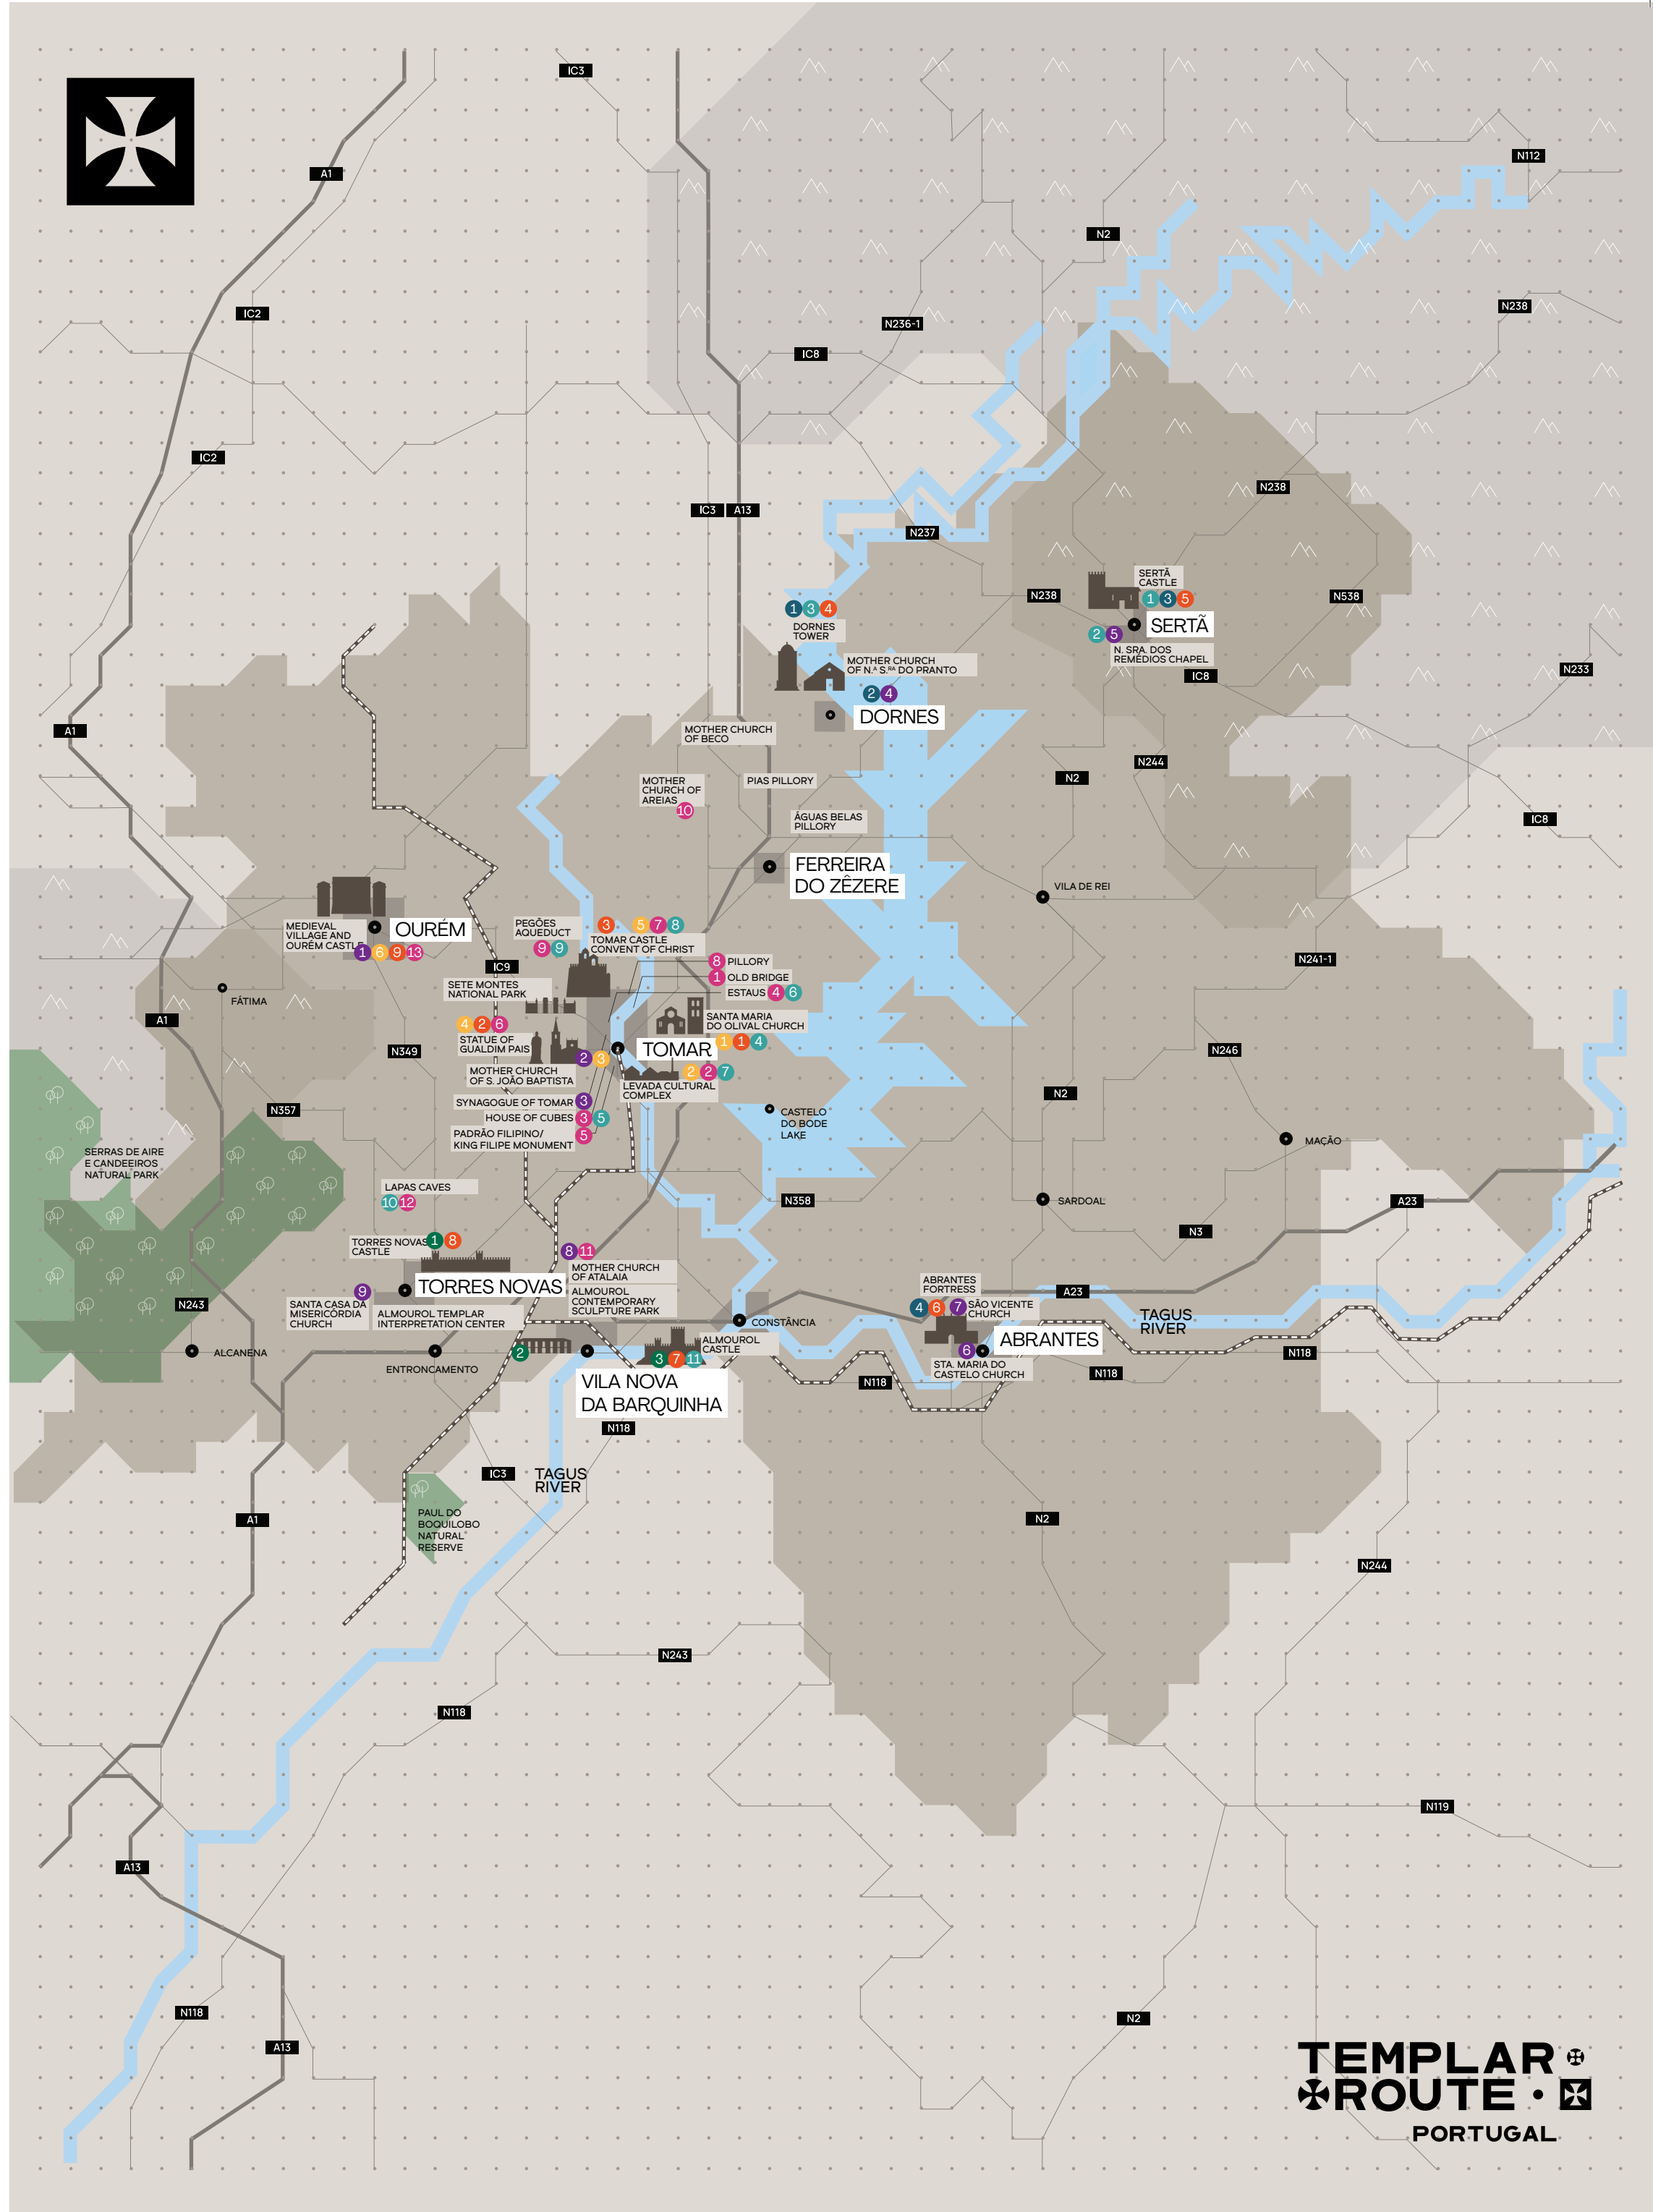 IC3
A1
N112
N2
IC2
N238
N236-1
IC8
IC2
N238
IC3
A13
N237
SERTÃ
CASTLE
1 3 5
N238
N538
1 3 4
DORNES
TOWER
SERTÃ
2 5
N. SRA. DOS
REMÉDIOS CHAPEL
MOTHER CHURCH
OF N.ª S.RA DO PRANTO
2 4
IC8
N233
DORNES
A1
MOTHER CHURCH
OF BECO
N244
N2
MOTHER
CHURCH OF
AREIAS
10
PIAS PILLORY
ÁGUAS BELAS
PILLORY
IC8
FERREIRA
DO ZÊZERE
VILA DE REI
MEDIEVAL
VILLAGE AND
OURÉM CASTLE
OURÉM
1 6 9 13
PEGÕES
AQUEDUCT
9 9
3 5 7 8
TOMAR CASTLE
CONVENT OF CHRIST
IC9
8 PILLORY
1 OLD BRIDGE
ESTAUS 4 6
N241-1
SETE MONTES
NATIONAL PARK
FÁTIMA
A1
4 2 6
STATUE OF
GUALDIM PAIS
SANTA MARIA
DO OLIVAL CHURCH
1 1 4
TOMAR
N349
N246
2 3
MOTHER CHURCH
OF S. JOÃO BAPTISTA
2 2 7
LEVADA CULTURAL
COMPLEX
N2
SYNAGOGUE OF TOMAR 3
HOUSE OF CUBES 3 5
PADRÃO FILIPINO/
KING FILIPE MONUMENT
5
N357
CASTELO
DO BODE
LAKE
MAÇÃO
SERRAS DE AIRE
E CANDEEIROS
NATURAL PARK
LAPAS CAVES
10 12
N358
SARDOAL
A23
N3
TORRES NOVAS
CASTLE
1 8
8 11
MOTHER CHURCH
OF ATALAIA
TORRES NOVAS
ALMOUROL
CONTEMPORARY
SCULPTURE PARK
9
SANTA CASA DA
MISERICÓRDIA
CHURCH
ALMOUROL TEMPLAR
INTERPRETATION CENTER
N243
ABRANTES
FORTRESS
4 6 7
SÃO VICENTE
CHURCH
A23
TAGUS
RIVER
CONSTÂNCIA
ABRANTES
6
STA. MARIA DO
CASTELO CHURCH
ALCANENA
ENTRONCAMENTO
2
ALMOUROL
CASTLE
3 7 11
N118
N118
N118
VILA NOVA
DA BARQUINHA
N118
IC3
TAGUS
RIVER
PAUL DO
BOQUILOBO
NATURAL
RESERVE
A1
N2
N244
N243
N118
N119
A13
N118
N2
A13
TEMPLAR
ROUTE
PORTUGAL